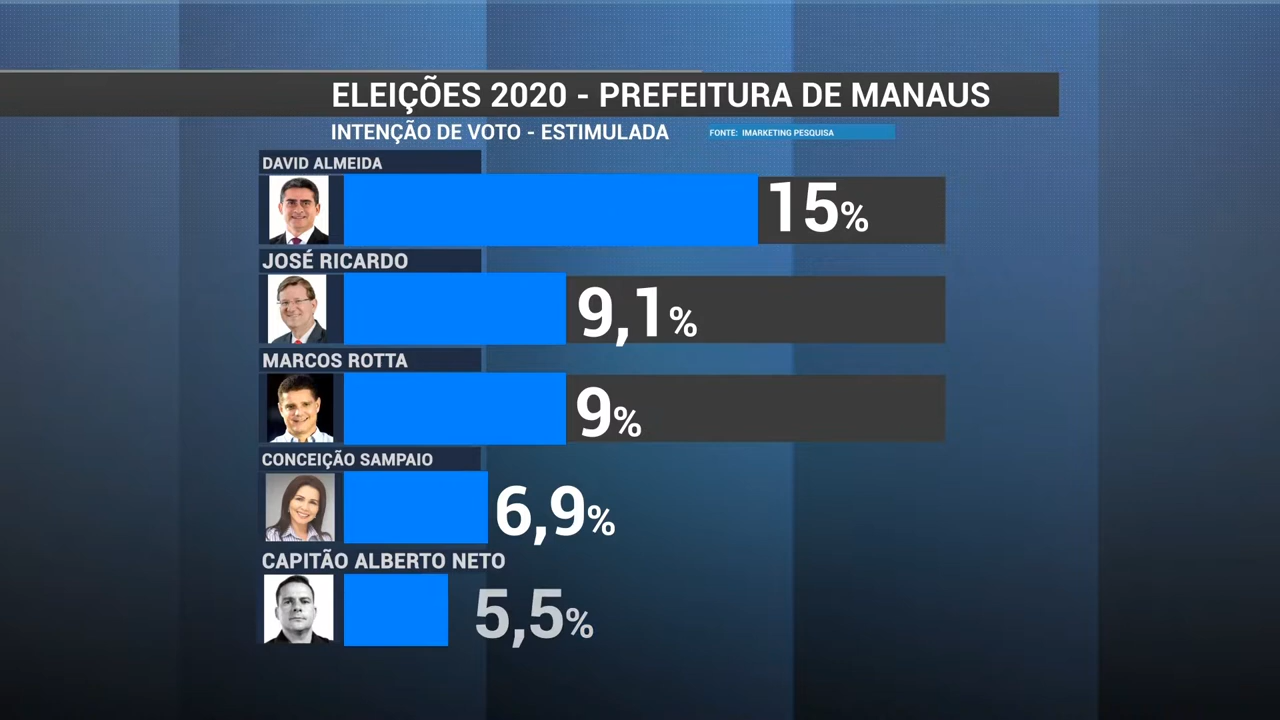 ELEIÇÕES 2020 - PREFEITURA DE MANAUS
INTENÇÃO DE VOTO - ESTIMULADA
FONTE: IMARKETING PESQUISA
DAVID ALMEIDA
15%
JOSÉ RICARDO
9,1%
MARCOS ROTTA
9%
CONCEIÇÃO SAMPAIO
6,9%
CAPITÃO ALBERTO NETO
5,5%